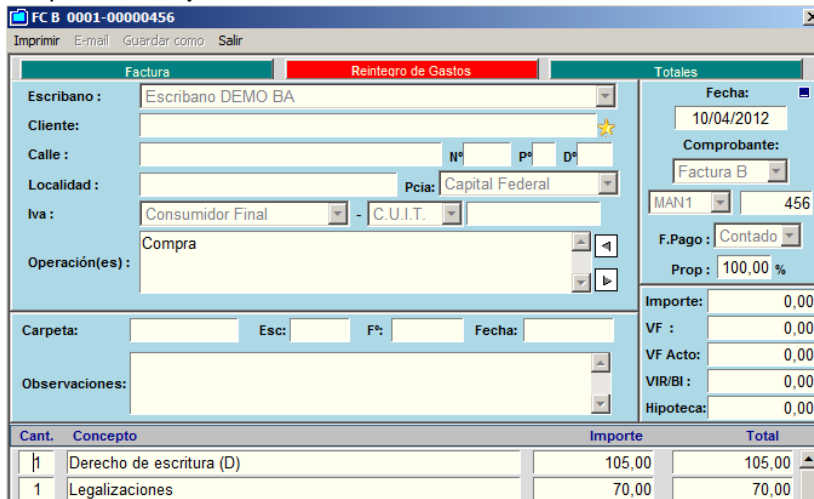 FC B 0001-00000456
Imprimir E-mail Guardar como Salir
Factura Reintegro de Gastos Totales
Escribano : Escribano DEMO BA
Fecha:
Cliente:
10/04/2012
Calle : Nº Pº Dº
Comprobante:
Factura B
Localidad : Pcia: Capital Federal
MAN1 456
Iva : Consumidor Final - C.U.I.T.
F.Pago : Contado
Operación(es) : Compra
Prop : 100,00 %
Importe: 0,00
Carpeta: Esc: Fº: Fecha:
VF : 0,00
VF Acto: 0,00
Observaciones:
VIR/BI : 0,00
Hipoteca: 0,00
Cant. Concepto Importe Total
1 Derecho de escritura (D) 105,00 105,00
1 Legalizaciones 70,00 70,00